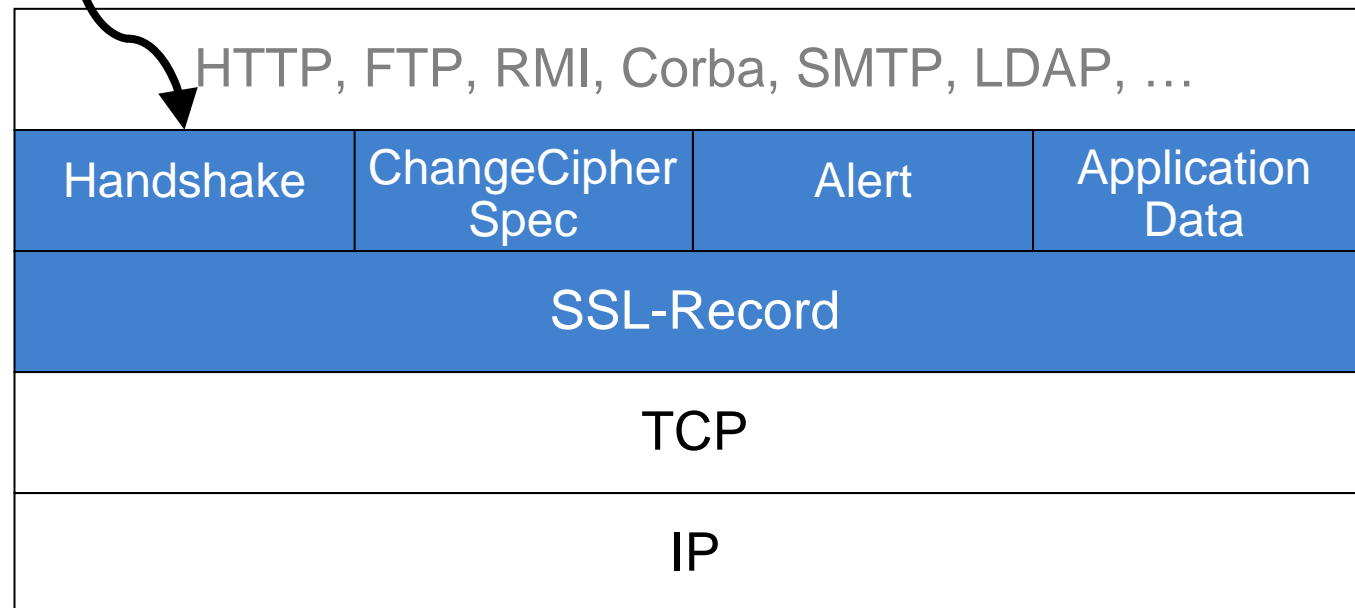 HTTP, FTP, RMI, Corba, SMTP, LDAP, …
Handshake
ChangeCipher
Spec
Alert
Application
Data
SSL-Record
TCP
IP